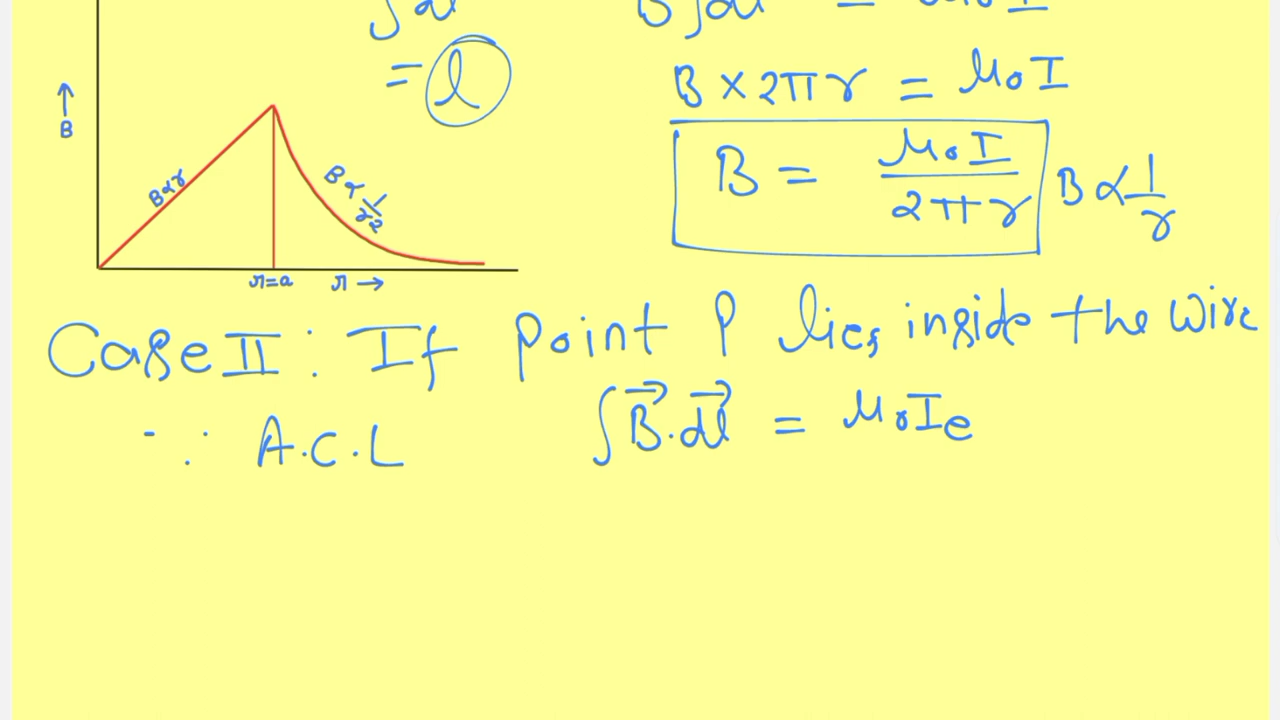 = l
B × 2πr = μ₀I
B = μ₀I / 2πr B ∝ 1/r
↑
B
B∝r
B ∝ 1/r2
r=a r →
Case II : If Point P lies inside the wire
∵ A.C.L ∫B⃗.dl⃗ = μ₀Ie